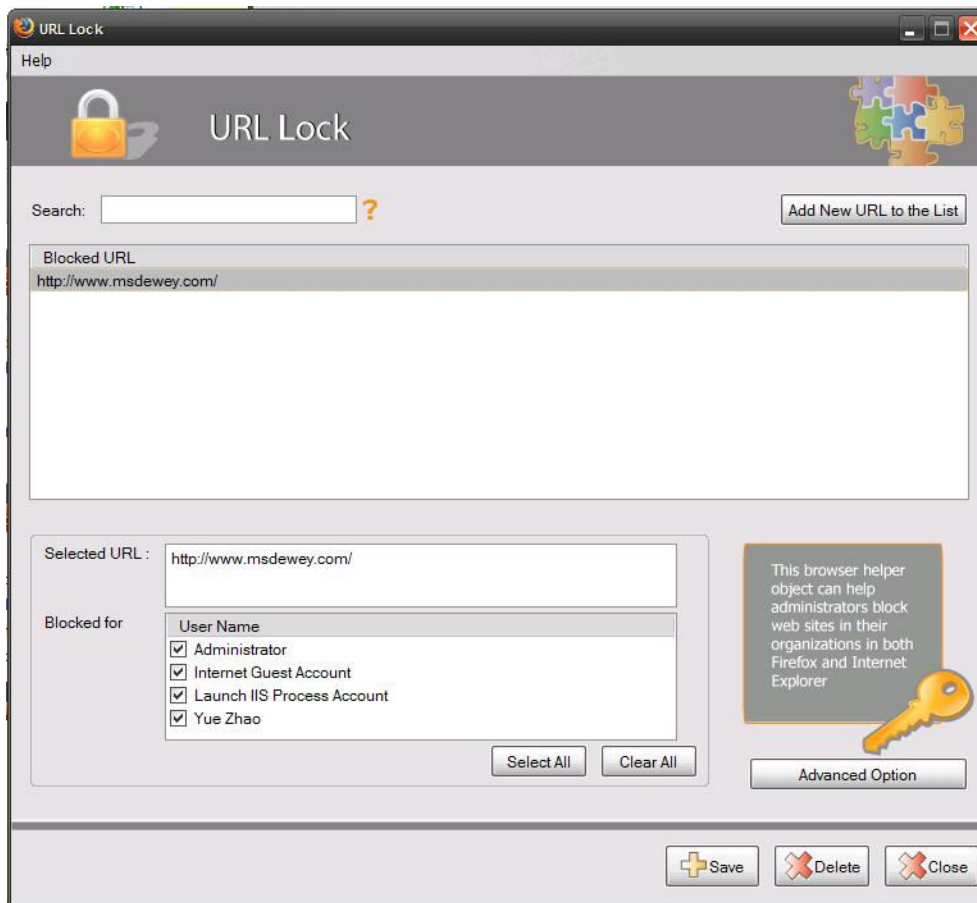 URL Lock
Help
URL Lock
Search:
?
Add New URL to the List
Blocked URL
http://www.msdewey.com/
Selected URL :
http://www.msdewey.com/
Blocked for
User Name
Administrator
Internet Guest Account
Launch IIS Process Account
Yue Zhao
Select All
Clear All
This browser helper
object can help
administrators block
web sites in their
organizations in both
Firefox and Internet
Explorer
Advanced Option
Save
Delete
Close